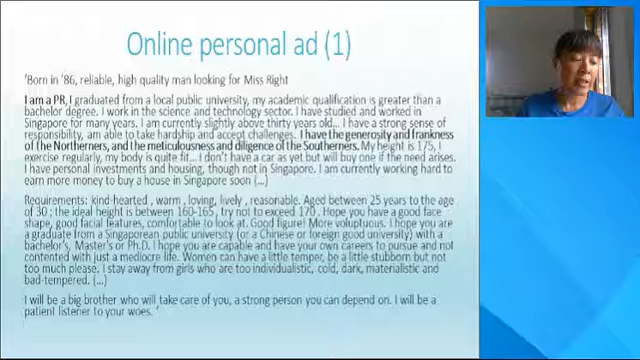 Online personal ad (1)
'Born in '86, reliable, high quality man looking for Miss Right
I am a PR, I graduated from a local public university, my academic qualification is greater than a
bachelor degree. I work in the science and technology sector. I have studied and worked in
Singapore for many years. I am currently slightly above thirty years old... I have a strong sense of
responsibility, am able to take hardship and accept challenges. I have the generosity and frankness
of the Northerners, and the meticulousness and diligence of the Southerners. My height is 175, I
exercise regularly, my body is quite fit... I don't have a car as yet but will buy one if the need arises.
I have personal investments and housing, though not in Singapore. I am currently working hard to
earn more money to buy a house in Singapore soon (...)
Requirements: kind-hearted , warm , loving, lively , reasonable. Aged between 25 years to the age
of 30 ; the ideal height is between 160-165 , try not to exceed 170 . Hope you have a good face
shape, good facial features, comfortable to look at. Good figure! More voluptuous. I hope you are
a graduate from a Singaporean public university (or a Chinese or foreign good university) with a
bachelor's, Master's or Ph.D. I hope you are capable and have your own careers to pursue and not
contented with just a mediocre life. Women can have a little temper, be a little stubborn but not
too much please. I stay away from girls who are too individualistic, cold, dark, materialistic and
bad-tempered. (...)
I will be a big brother who will take care of you, a strong person you can depend on. I will be a
patient listener to your woes. '